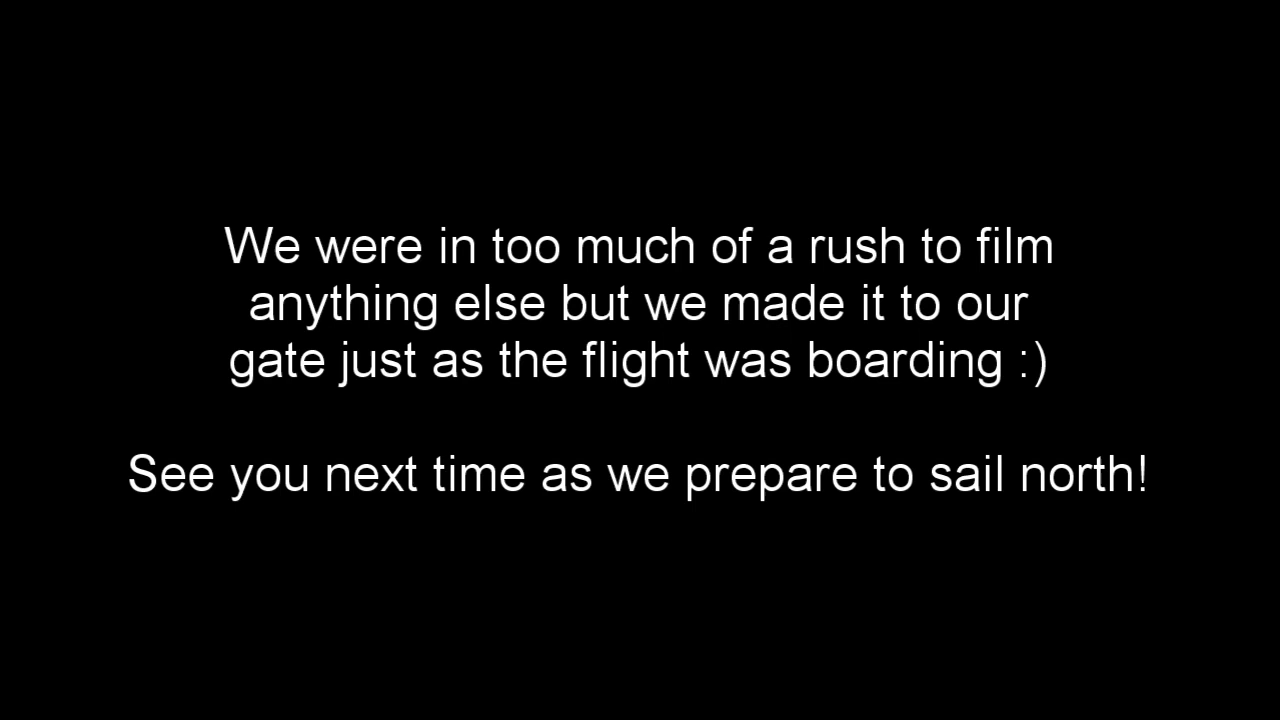 We were in too much of a rush to film
anything else but we made it to our
gate just as the flight was boarding :)
See you next time as we prepare to sail north!